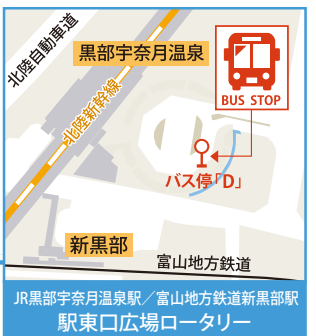 北陸自動車道
黒部宇奈月温泉
北陸新幹線
BUS STOP
バス停「D」
新黒部
富山地方鉄道
JR黒部宇奈月温泉駅／富山地方鉄道新黒部駅
駅東口広場ロータリー